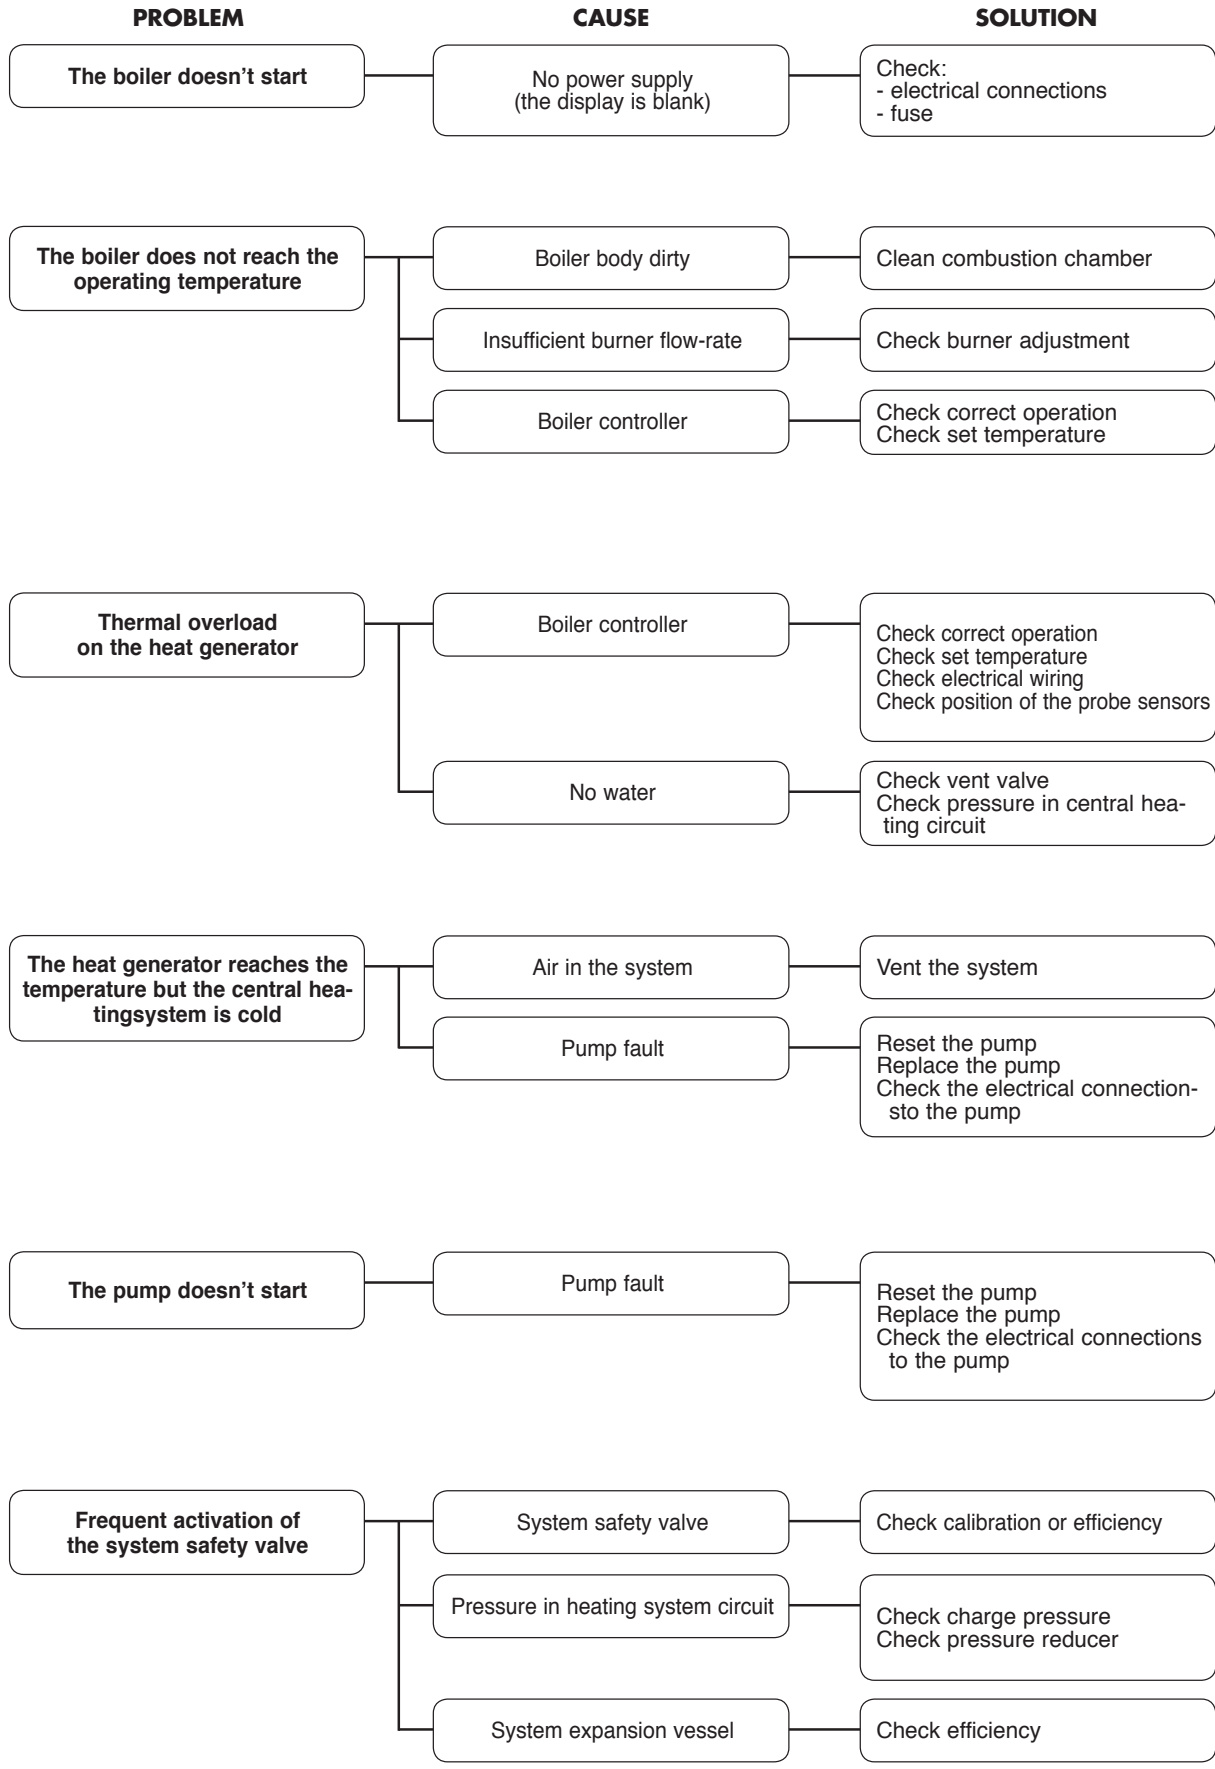 PROBLEM CAUSE SOLUTION
The boiler doesn't start
No power supply
(the display is blank)
Check:
- electrical connections
- fuse
The boiler does not reach the
operating temperature
Boiler body dirty
Clean combustion chamber
Insufficient burner flow-rate
Check burner adjustment
Boiler controller
Check correct operation
Check set temperature
Thermal overload
on the heat generator
Boiler controller
Check correct operation
Check set temperature
Check electrical wiring
Check position of the probe sensors
No water
Check vent valve
Check pressure in central hea-
ting circuit
The heat generator reaches the
temperature but the central hea-
tingsystem is cold
Air in the system
Vent the system
Pump fault
Reset the pump
Replace the pump
Check the electrical connection-
sto the pump
The pump doesn't start
Pump fault
Reset the pump
Replace the pump
Check the electrical connections
to the pump
Frequent activation of
the system safety valve
System safety valve
Check calibration or efficiency
Pressure in heating system circuit
Check charge pressure
Check pressure reducer
System expansion vessel
Check efficiency